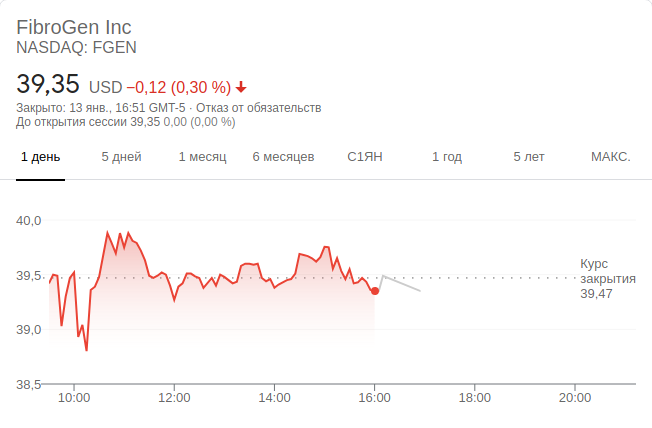 FibroGen Inc
NASDAQ: FGEN
39,35 USD −0,12 (0,30 %)
Закрыто: 13 янв., 16:51 GMT-5 · Отказ от обязательств
До открытия сессии 39,35 0,00 (0,00 %)
1 день 5 дней 1 месяц 6 месяцев С1ЯН 1 год 5 лет МАКС.
40,0
39,5
39,0
38,5
Курс
закрытия
39,47
10:00 12:00 14:00 16:00 18:00 20:00